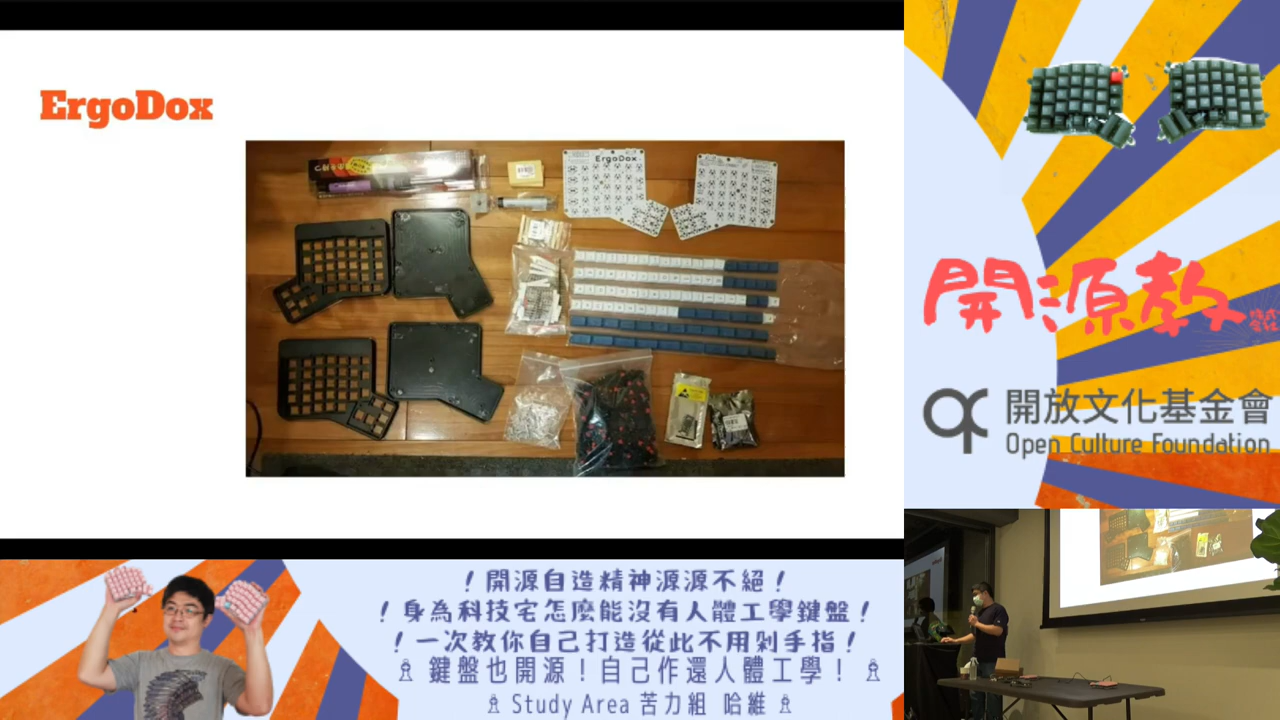 ErgoDox
ErgoDox
開源教
株式
会社
開放文化基金會
Open Culture Foundation
！開源自造精神源源不絕！
！身為科技宅怎麼能沒有人體工學鍵盤！
！一次教你自己打造從此不用剁手指！
鍵盤也開源！自己作還人體工學！
Study Area 苦力組 哈維